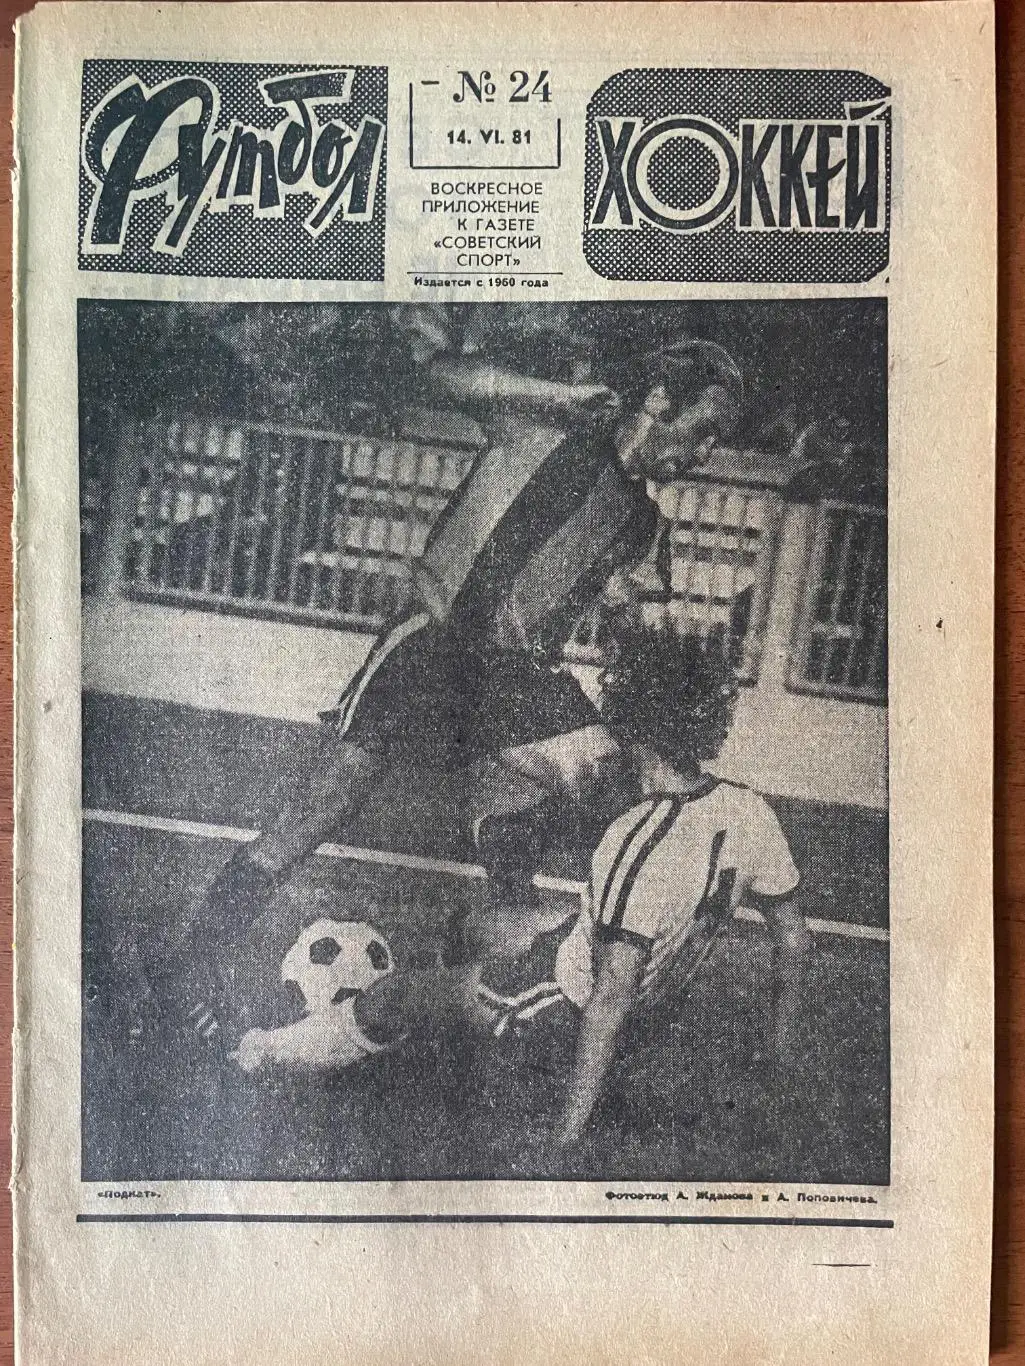 Футбол
№ 24
14. VI. 81
ВОСКРЕСНОЕ
ПРИЛОЖЕНИЕ
К ГАЗЕТЕ
«СОВЕТСКИЙ
СПОРТ»
Издается с 1960 года
ХОККЕЙ
«Подкат».
Фотоэтюд А. Жданова и А. Поповичева.